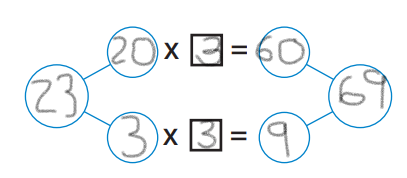 20 x 3 = 60
23 69
3 x 3 = 9